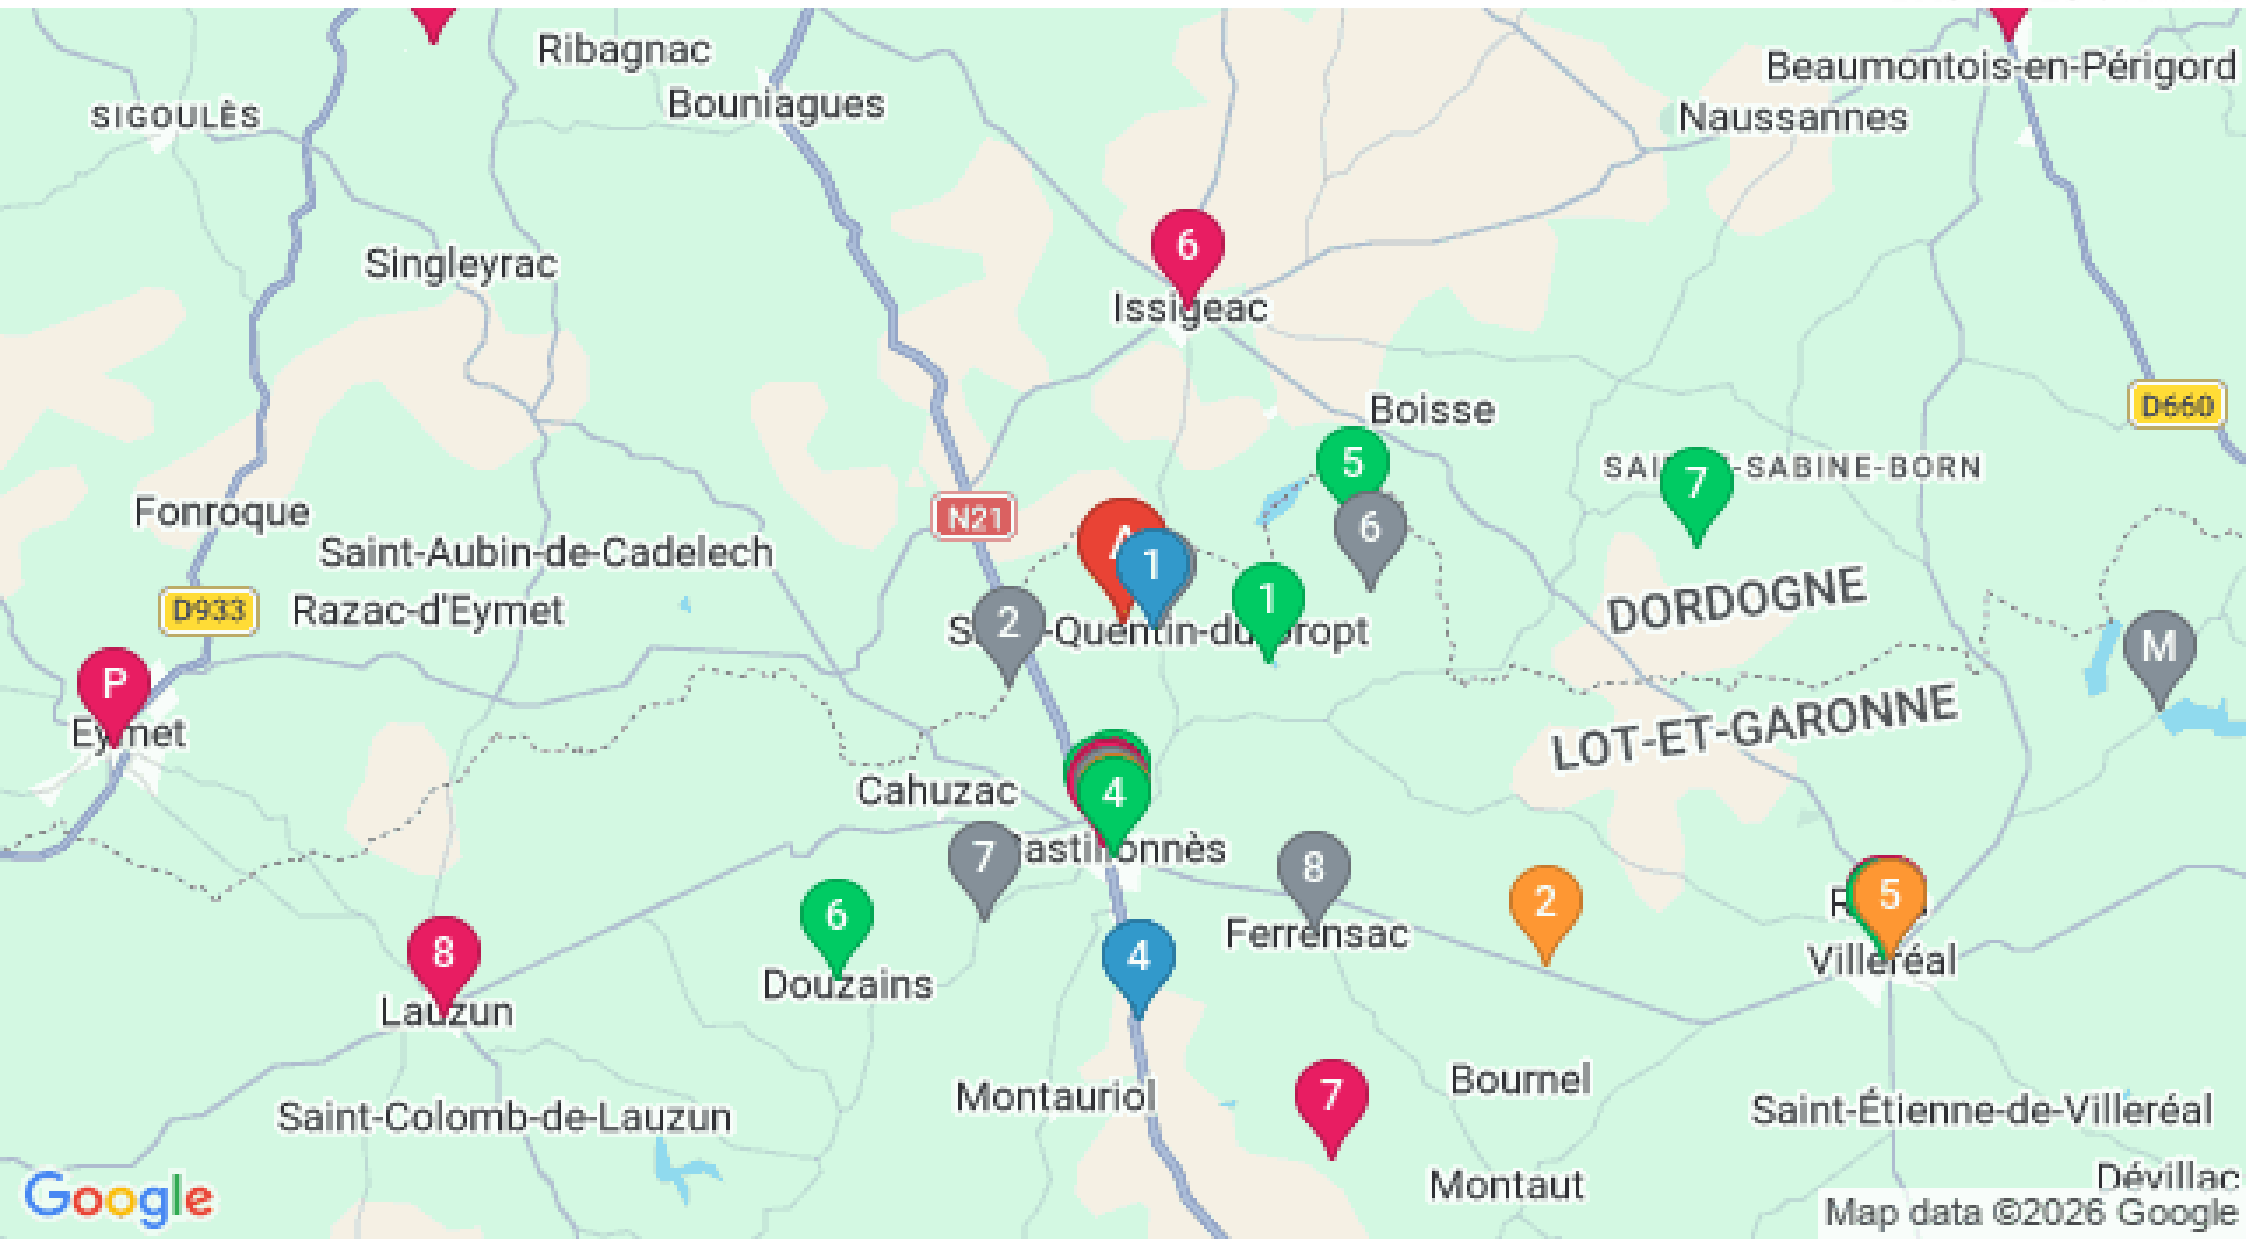 Ribagnac
Beaumontois-en-Périgord
Bouniagues
SIGOULÈS
Naussannes
6
Singleyrac
Issigeac
D660
Boisse
5
SAI -SABINE-BORN
7
Fonroque
N21
6
Saint-Aubin-de-Cadelech
A
1
1
DORDOGNE
D933
Razac-d'Eymet
2
S -Quentin-du ropt
M
P
Eymet
LOT-ET-GARONNE
Cahuzac
4
7
astillonnès
8
2
5
R
6
Ferrensac
8
4
Villeréal
Douzains
Lauzun
Bournel
7
Montauriol
Saint-Colomb-de-Lauzun
Saint-Étienne-de-Villeréal
Montaut
Dévillac
Google
Map data ©2026 Google